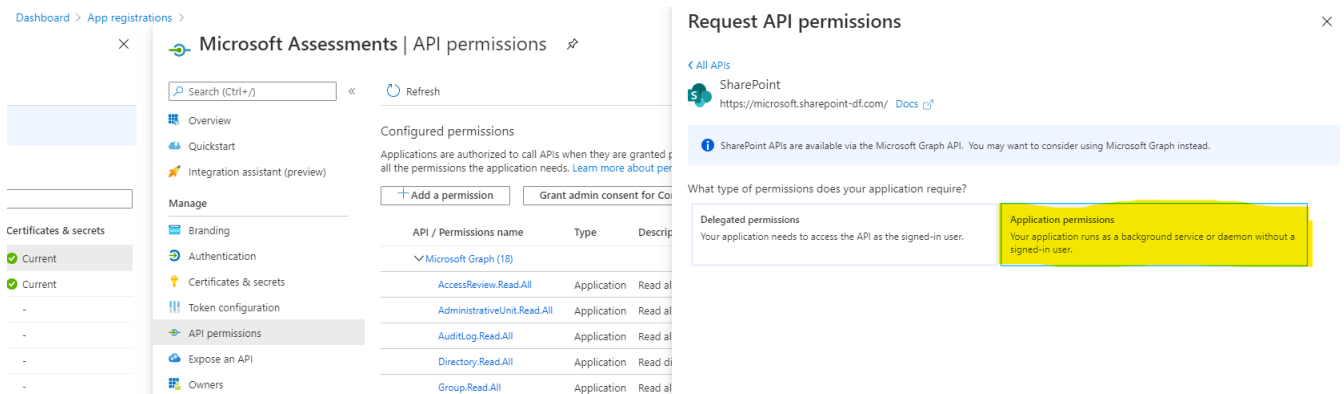 Dashboard > App registrations >
Certificates & secrets
Current
Current
-
-
-
-
Microsoft Assessments | API permissions
Search (Ctrl+/)
«
Overview
Quickstart
Integration assistant (preview)
Manage
Branding
Authentication
Certificates & secrets
Token configuration
API permissions
Expose an API
Owners
Refresh
Configured permissions
Applications are authorized to call APIs when they are granted p
all the permissions the application needs. Learn more about per
+ Add a permission
Grant admin consent for Co
API / Permissions name Type Descrip
Microsoft Graph (18)
AccessReview.Read.All Application Read al
AdministrativeUnit.Read.All Application Read al
AuditLog.Read.All Application Read al
Directory.Read.All Application Read di
Group.Read.All Application Read al
Request API permissions
All APIs
SharePoint
https://microsoft.sharepoint-df.com/ Docs
SharePoint APIs are available via the Microsoft Graph API. You may want to consider using Microsoft Graph instead.
What type of permissions does your application require?
Delegated permissions
Your application needs to access the API as the signed-in user.
Application permissions
Your application runs as a background service or daemon without a
signed-in user.